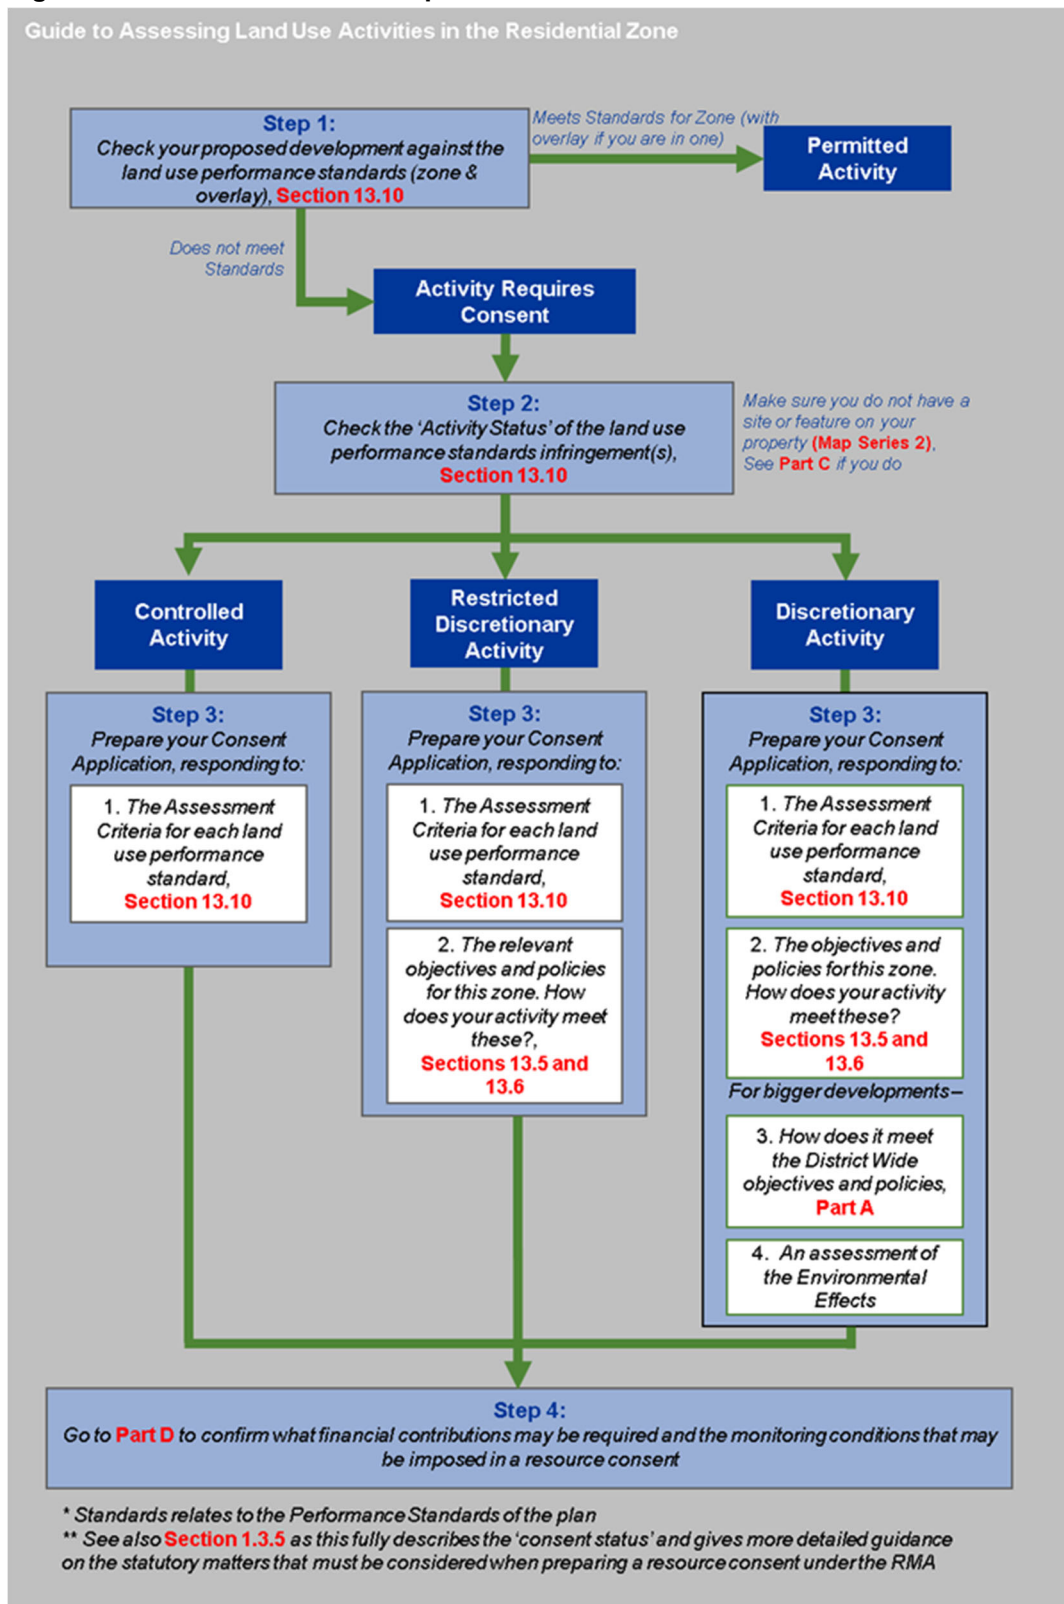 Guide to Assessing Land Use Activities in the Residential Zone
Step 1:
Check your proposed development against the
land use performance standards (zone &
overlay), Section 13.10
Meets Standards for Zone (with
overlay if you are in one)
Permitted
Activity
Does not meet
Standards
Activity Requires
Consent
Step 2:
Check the ‘Activity Status’ of the land use
performance standards infringement(s),
Section 13.10
Make sure you do not have a
site or feature on your
property (Map Series 2),
See Part C if you do
Controlled
Activity
Restricted
Discretionary
Activity
Discretionary
Activity
Step 3:
Prepare your Consent
Application, responding to:
1. The Assessment
Criteria for each land
use performance
standard,
Section 13.10
Step 3:
Prepare your Consent
Application, responding to:
1. The Assessment
Criteria for each land
use performance
standard,
Section 13.10
2. The relevant
objectives and policies
for this zone. How
does your activity meet
these?,
Sections 13.5 and
13.6
Step 3:
Prepare your Consent
Application, responding to:
1. The Assessment
Criteria for each land
use performance
standard,
Section 13.10
2. The objectives and
policies for this zone.
How does your activity
meet these?
Sections 13.5 and
13.6
For bigger developments –
3. How does it meet
the District Wide
objectives and policies,
Part A
4. An assessment of
the Environmental
Effects
Step 4:
Go to Part D to confirm what financial contributions may be required and the monitoring conditions that may
be imposed in a resource consent
* Standards relates to the Performance Standards of the plan
** See also Section 1.3.5 as this fully describes the ‘consent status’ and gives more detailed guidance
on the statutory matters that must be considered when preparing a resource consent under the RMA